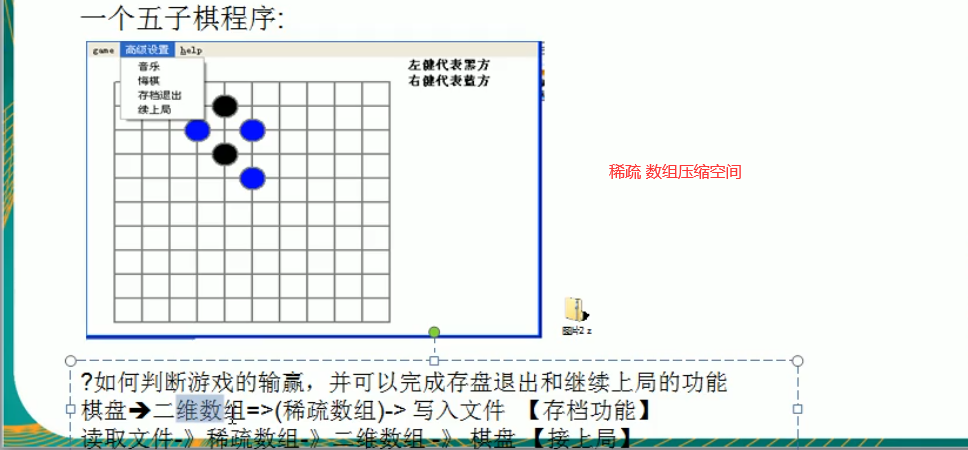 一个五子棋程序:
game 高级设置 help
音乐
悔棋
存档退出
续上局
左健代表黑方
右健代表蓝方
稀疏 数组压缩空间
图片2 z
?如何判断游戏的输赢，并可以完成存盘退出和继续上局的功能
棋盘➔二维数组=>(稀疏数组)-> 写入文件 【存档功能】
读取文件-》稀疏数组-》二维数组 -》 棋盘 【接上局】